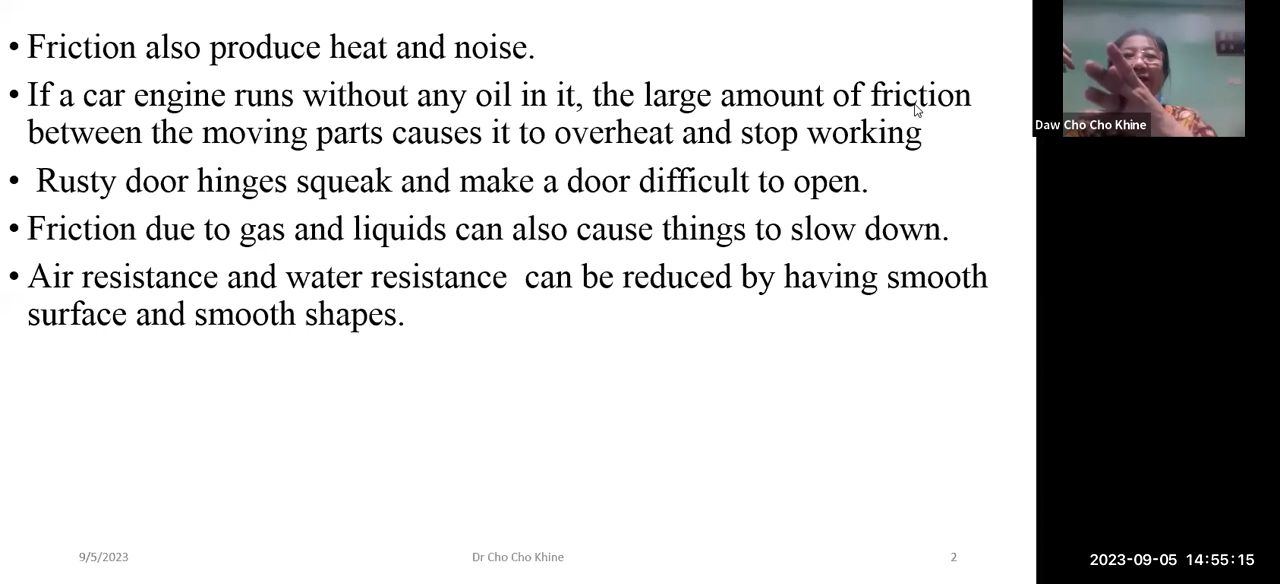 • Friction also produce heat and noise.
• If a car engine runs without any oil in it, the large amount of friction
between the moving parts causes it to overheat and stop working
• Rusty door hinges squeak and make a door difficult to open.
• Friction due to gas and liquids can also cause things to slow down.
• Air resistance and water resistance  can be reduced by having smooth
surface and smooth shapes.
9/5/2023
Dr Cho Cho Khine
2
Daw Cho Cho Khine
2023-09-05 14:55:15